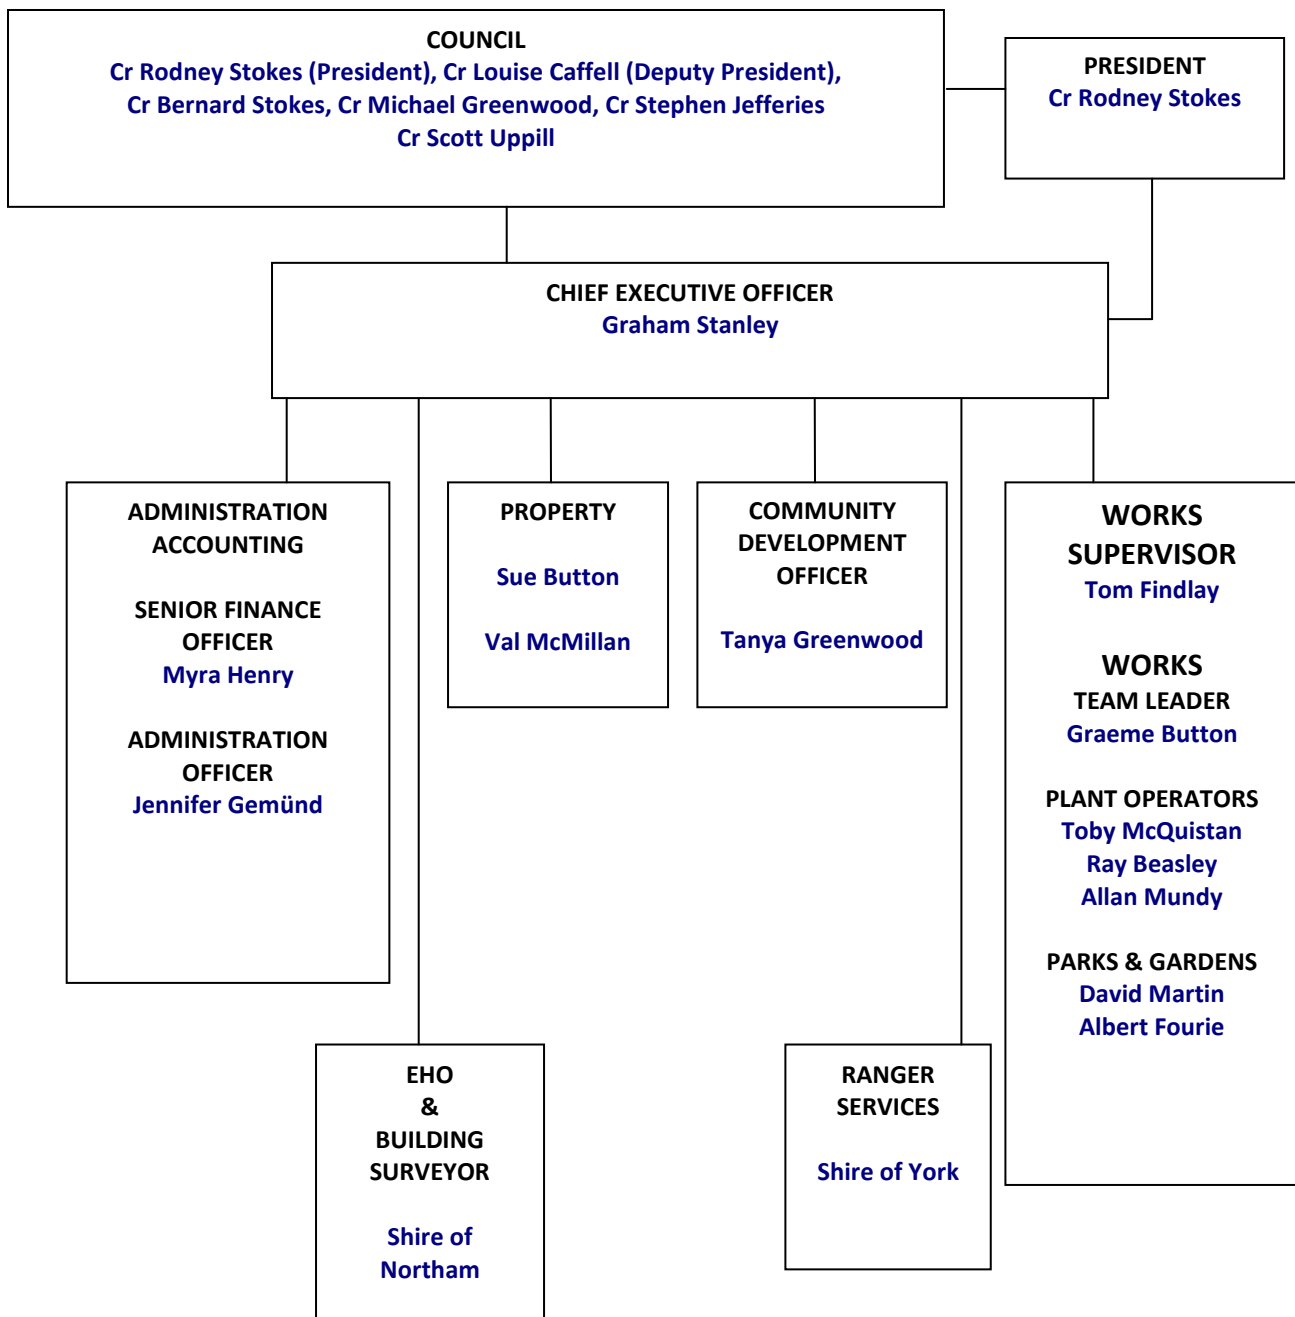 COUNCIL
Cr Rodney Stokes (President), Cr Louise Caffell (Deputy President),
Cr Bernard Stokes, Cr Michael Greenwood, Cr Stephen Jefferies
Cr Scott Uppill
PRESIDENT
Cr Rodney Stokes
CHIEF EXECUTIVE OFFICER
Graham Stanley
ADMINISTRATION
ACCOUNTING
SENIOR FINANCE
OFFICER
Myra Henry
ADMINISTRATION
OFFICER
Jennifer Gemünd
PROPERTY
Sue Button
Val McMillan
COMMUNITY
DEVELOPMENT
OFFICER
Tanya Greenwood
WORKS
SUPERVISOR
Tom Findlay
WORKS
TEAM LEADER
Graeme Button
PLANT OPERATORS
Toby McQuistan
Ray Beasley
Allan Mundy
PARKS & GARDENS
David Martin
Albert Fourie
EHO
&
BUILDING
SURVEYOR
Shire of
Northam
RANGER
SERVICES
Shire of York